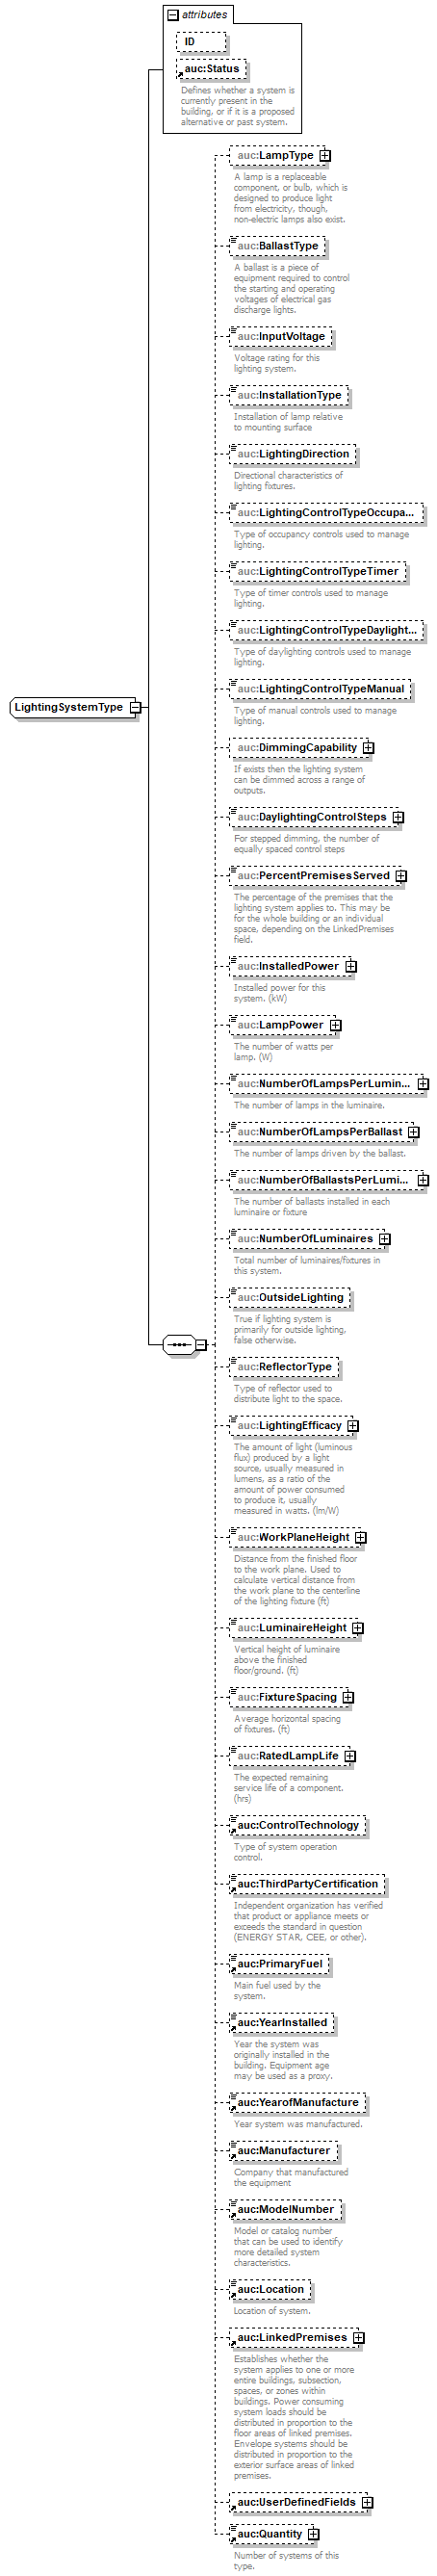 attributes
ID
auc:Status
Defines whether a system is
currently present in the
building, or if it is a proposed
alternative or past system.
auc:LampType
A lamp is a replaceable
component, or bulb, which is
designed to produce light
from electricity, though,
non-electric lamps also exist.
auc:BallastType
A ballast is a piece of
equipment required to control
the starting and operating
voltages of electrical gas
discharge lights.
auc:InputVoltage
Voltage rating for this
lighting system.
auc:InstallationType
Installation of lamp relative
to mounting surface
auc:LightingDirection
Directional characteristics of
lighting fixtures.
auc:LightingControlTypeOccupa...
Type of occupancy controls used to manage
lighting.
auc:LightingControlTypeTimer
Type of timer controls used to manage
lighting.
auc:LightingControlTypeDaylight...
Type of daylighting controls used to manage
lighting.
auc:LightingControlTypeManual
Type of manual controls used to manage
lighting.
LightingSystemType
auc:DimmingCapability
If exists then the lighting system
can be dimmed across a range of
outputs.
auc:DaylightingControlSteps
For stepped dimming, the number of
equally spaced control steps
auc:PercentPremisesServed
The percentage of the premises that the
lighting system applies to. This may be
for the whole building or an individual
space, depending on the LinkedPremises
field.
auc:InstalledPower
Installed power for this
system. (kW)
auc:LampPower
The number of watts per
lamp. (W)
auc:NumberOfLampsPerLumin...
The number of lamps in the luminaire.
auc:NumberOfLampsPerBallast
The number of lamps driven by the ballast.
auc:NumberOfBallastsPerLumi...
The number of ballasts installed in each
luminaire or fixture
auc:NumberOfLuminaires
Total number of luminaires/fixtures in
this system.
auc:OutsideLighting
True if lighting system is
primarily for outside lighting,
false otherwise.
auc:ReflectorType
Type of reflector used to
distribute light to the space.
auc:LightingEfficacy
The amount of light (luminous
flux) produced by a light
source, usually measured in
lumens, as a ratio of the
amount of power consumed
to produce it, usually
measured in watts. (lm/W)
auc:WorkPlaneHeight
Distance from the finished floor
to the work plane. Used to
calculate vertical distance from
the work plane to the centerline
of the lighting fixture (ft)
auc:LuminaireHeight
Vertical height of luminaire
above the finished
floor/ground. (ft)
auc:FixtureSpacing
Average horizontal spacing
of fixtures. (ft)
auc:RatedLampLife
The expected remaining
service life of a component.
(hrs)
auc:ControlTechnology
Type of system operation
control.
auc:ThirdPartyCertification
Independent organization has verified
that product or appliance meets or
exceeds the standard in question
(ENERGY STAR, CEE, or other).
auc:PrimaryFuel
Main fuel used by the
system.
auc:YearInstalled
Year the system was
originally installed in the
building. Equipment age
may be used as a proxy.
auc:YearofManufacture
Year system was manufactured.
auc:Manufacturer
Company that manufactured
the equipment
auc:ModelNumber
Model or catalog number
that can be used to identify
more detailed system
characteristics.
auc:Location
Location of system.
auc:LinkedPremises
Establishes whether the
system applies to one or more
entire buildings, subsection,
spaces, or zones within
buildings. Power consuming
system loads should be
distributed in proportion to the
floor areas of linked premises.
Envelope systems should be
distributed in proportion to the
exterior surface areas of linked
premises.
auc:UserDefinedFields
auc:Quantity
Number of systems of this
type.